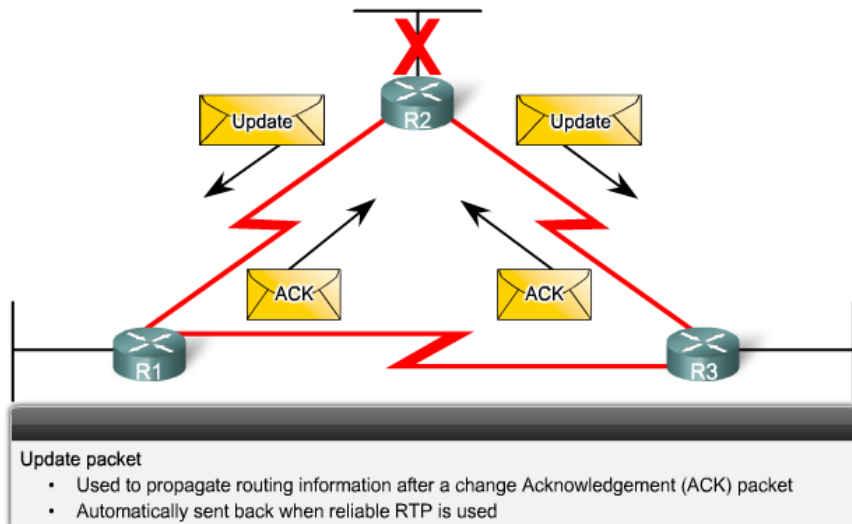 Update
Update
R2
ACK
ACK
R1
R3
Update packet
• Used to propagate routing information after a change Acknowledgement (ACK) packet
• Automatically sent back when reliable RTP is used